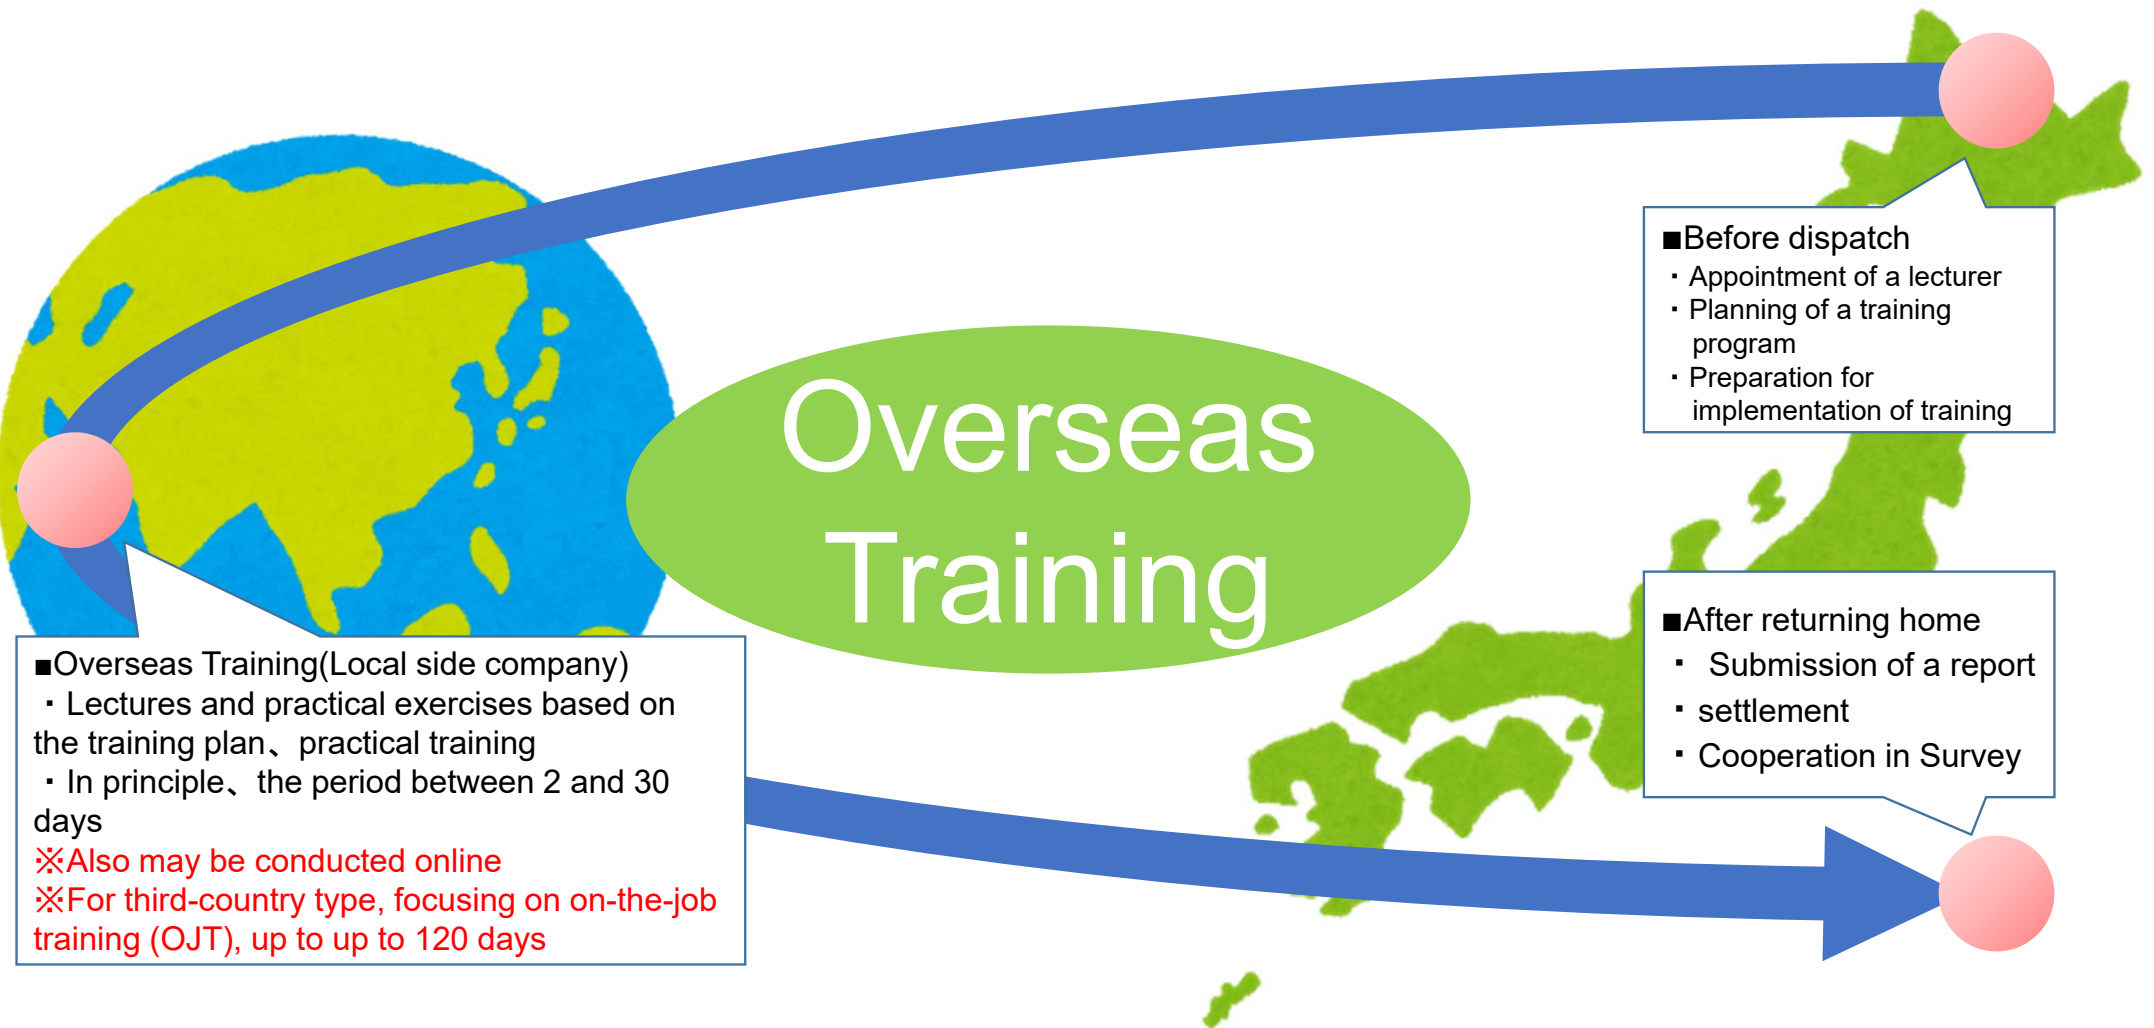 Overseas
Training
■Before dispatch
・Appointment of a lecturer
・Planning of a training
program
・Preparation for
implementation of training
■Overseas Training(Local side company)
・Lectures and practical exercises based on
the training plan、practical training
・In principle、the period between 2 and 30
days
※Also may be conducted online
※For third-country type, focusing on on-the-job
training (OJT), up to up to 120 days
■After returning home
・ Submission of a report
・settlement
・Cooperation in Survey